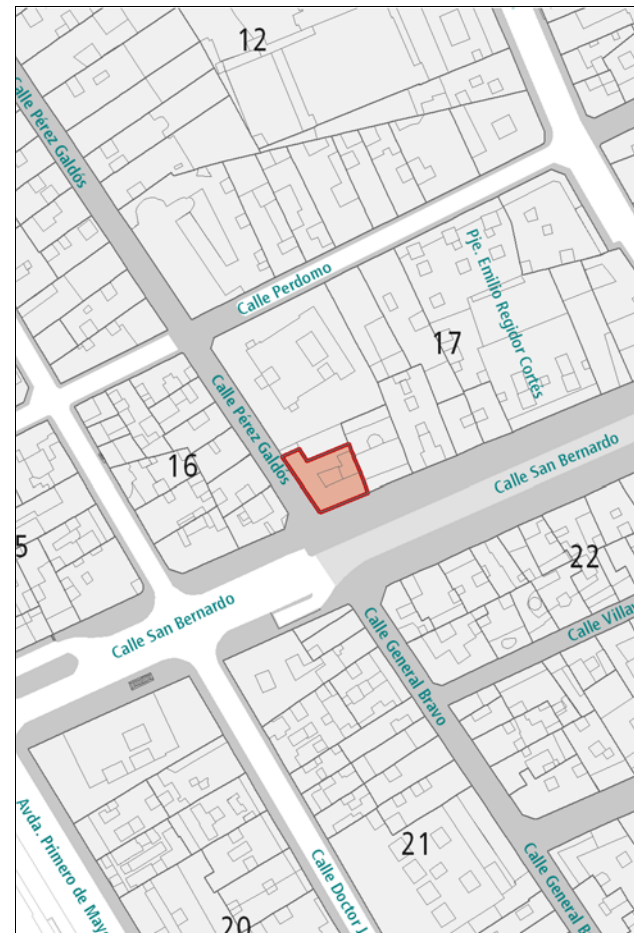 12
Calle Pérez Galdós
Calle Perdomo
Pje. Emilio Regidor Cortés
17
Calle Pérez Galdós
16
Calle San Bernardo
5
22
Calle San Bernardo
Calle Villa
Calle General Bravo
Avda. Primero de Mayo
21
Calle Doctor J
Calle General B
20